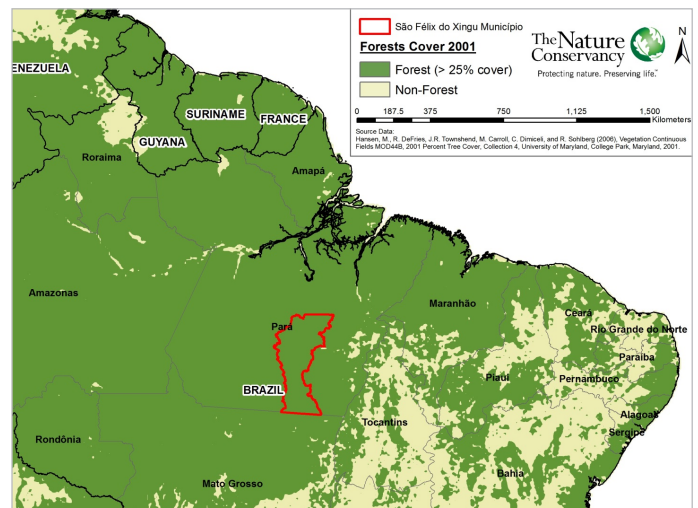 São Félix do Xingu Município
Forests Cover 2001
Forest (> 25% cover)
Non-Forest
The Nature
Conservancy
Protecting nature. Preserving life.™
N
0 187.5 375 750 1,125 1,500
Kilometers
Source Data:
Hansen, M., R. DeFries, J.R. Townshend, M. Carroll, C. Dimiceli, and R. Sohlberg (2006), Vegetation Continuous
Fields MOD44B, 2001 Percent Tree Cover, Collection 4, University of Maryland, College Park, Maryland, 2001.
ENEZUELA
SURINAME
FRANCE
GUYANA
Roraima
Amapá
Amazonas
Maranhão
Ceará
Pará
Rio Grande do Norte
Paraiba
Piauí
Pernambuco
BRAZIL
Tocantins
Alagoak
Sergipe
Rondônia
Bahia
Mato Grosso